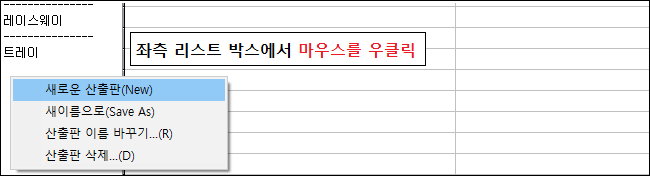 ---------------
레이스웨이
---------------
트레이
좌측 리스트 박스에서 마우스를 우클릭
새로운 산출판(New)
새이름으로(Save As)
산출판 이름 바꾸기...(R)
산출판 삭제...(D)